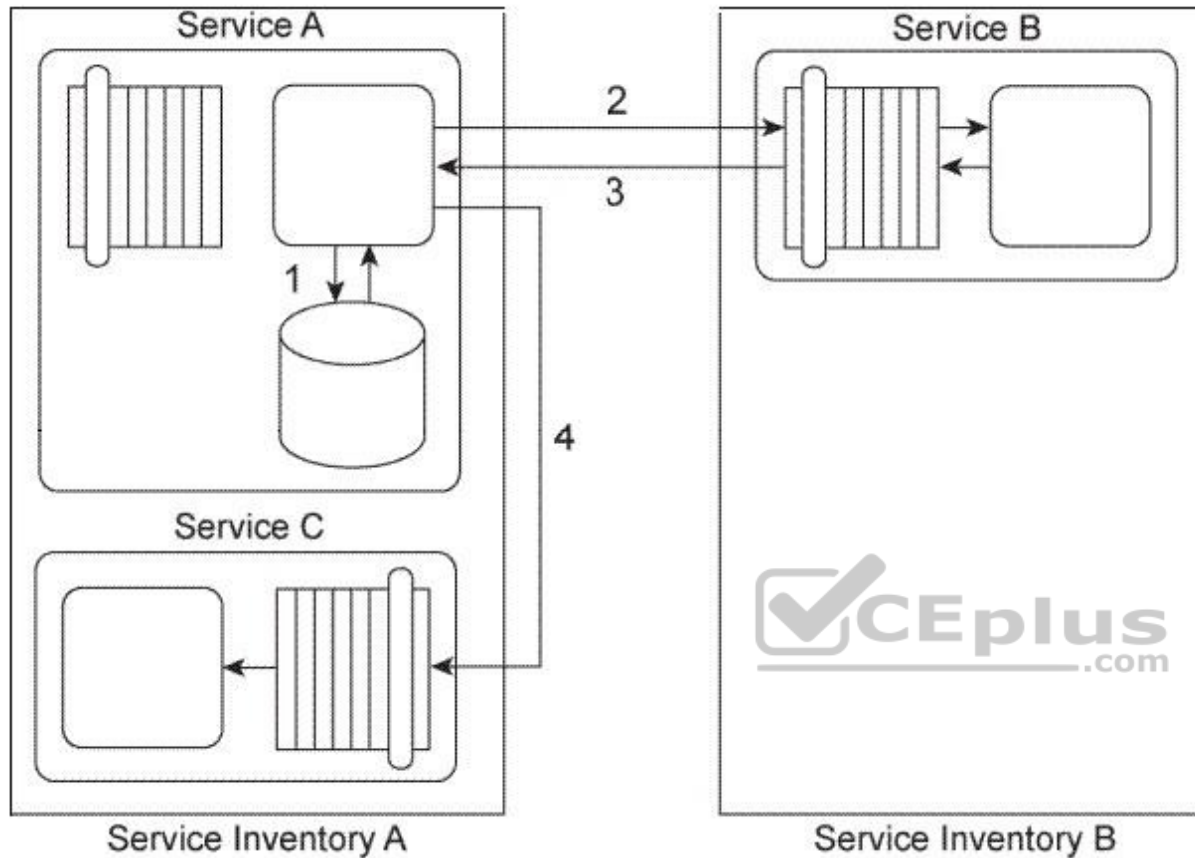 Service A
Service B
2
3
1
4
Service C
CEplus
.com
Service Inventory A
Service Inventory B